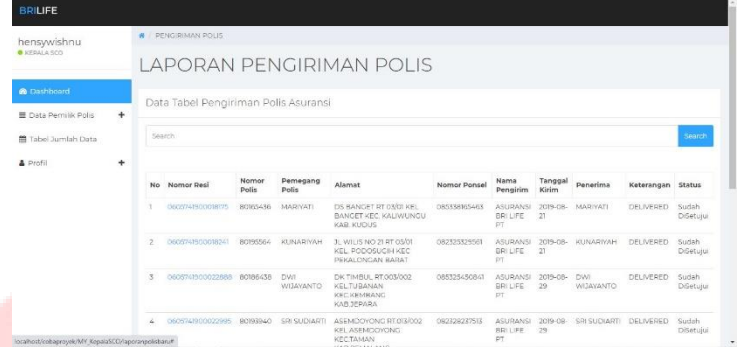 BRILIFE
hensywishnu
KEPALA SCO
PENGIRIMAN POLIS
LAPORAN PENGIRIMAN POLIS
Dashboard
Data Pemilik Polis +
Tabel Jumlah Data
Profil +
Data Tabel Pengiriman Polis Asuransi
Search
Search
No Nomor Resi Nomor Polis Pemegang Polis Alamat Nomor Ponsel Nama Pengirim Tanggal Kirim Penerima Keterangan Status
1 0605741900018175 80165436 MARIYATI DS BANGET RT 03/01 KEL BANGET KEC. KALIWUNGU KAB. KUDUS 085338165463 ASURANSI BRI LIFE PT 2019-08-21 MARIYATI DELIVERED Sudah DiSetujui
2 0605741900018241 80195564 KUNARIYAH JL WILIS NO 21 RT 05/01 KEL. PODOSUGIH KEC PEKALONGAN BARAT 082325329561 ASURANSI BRI LIFE PT 2019-08-21 KUNARIYAH DELIVERED Sudah DiSetujui
3 0605741900022888 80186438 DWI WIJAYANTO DK TIMBUL RT.003/002 KEL.TUBANAN KEC.KEMBANG KAB.JEPARA 085325450841 ASURANSI BRI LIFE PT 2019-08-29 DWI WIJAYANTO DELIVERED Sudah DiSetujui
4 0605741900022995 80193940 SRI SUDIARTI ASEMDOYONG RT.013/002 KEL.ASEMDOYONG KEC.TAMAN 082328237513 ASURANSI BRI LIFE PT 2019-08-29 SRI SUDIARTI DELIVERED Sudah DiSetujui
localhost/cobaproyek/MY_KepalaSCO/laporanpolisbaru#